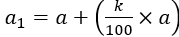 a₁ = a + (k/100 × a)